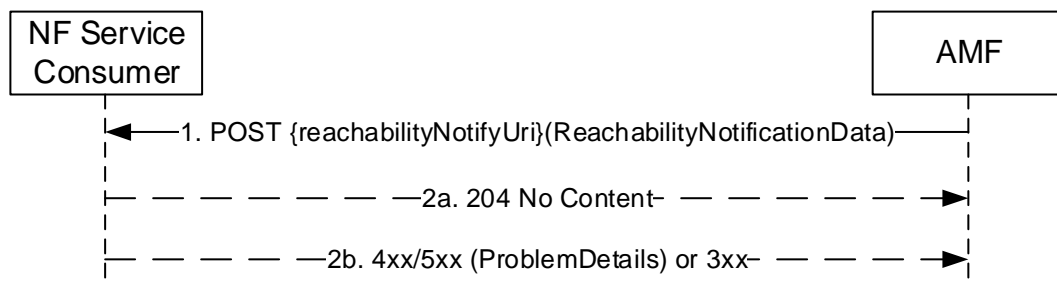 NF Service
Consumer
AMF
1. POST {reachabilityNotifyUri}(ReachabilityNotificationData)
2a. 204 No Content
2b. 4xx/5xx (ProblemDetails) or 3xx